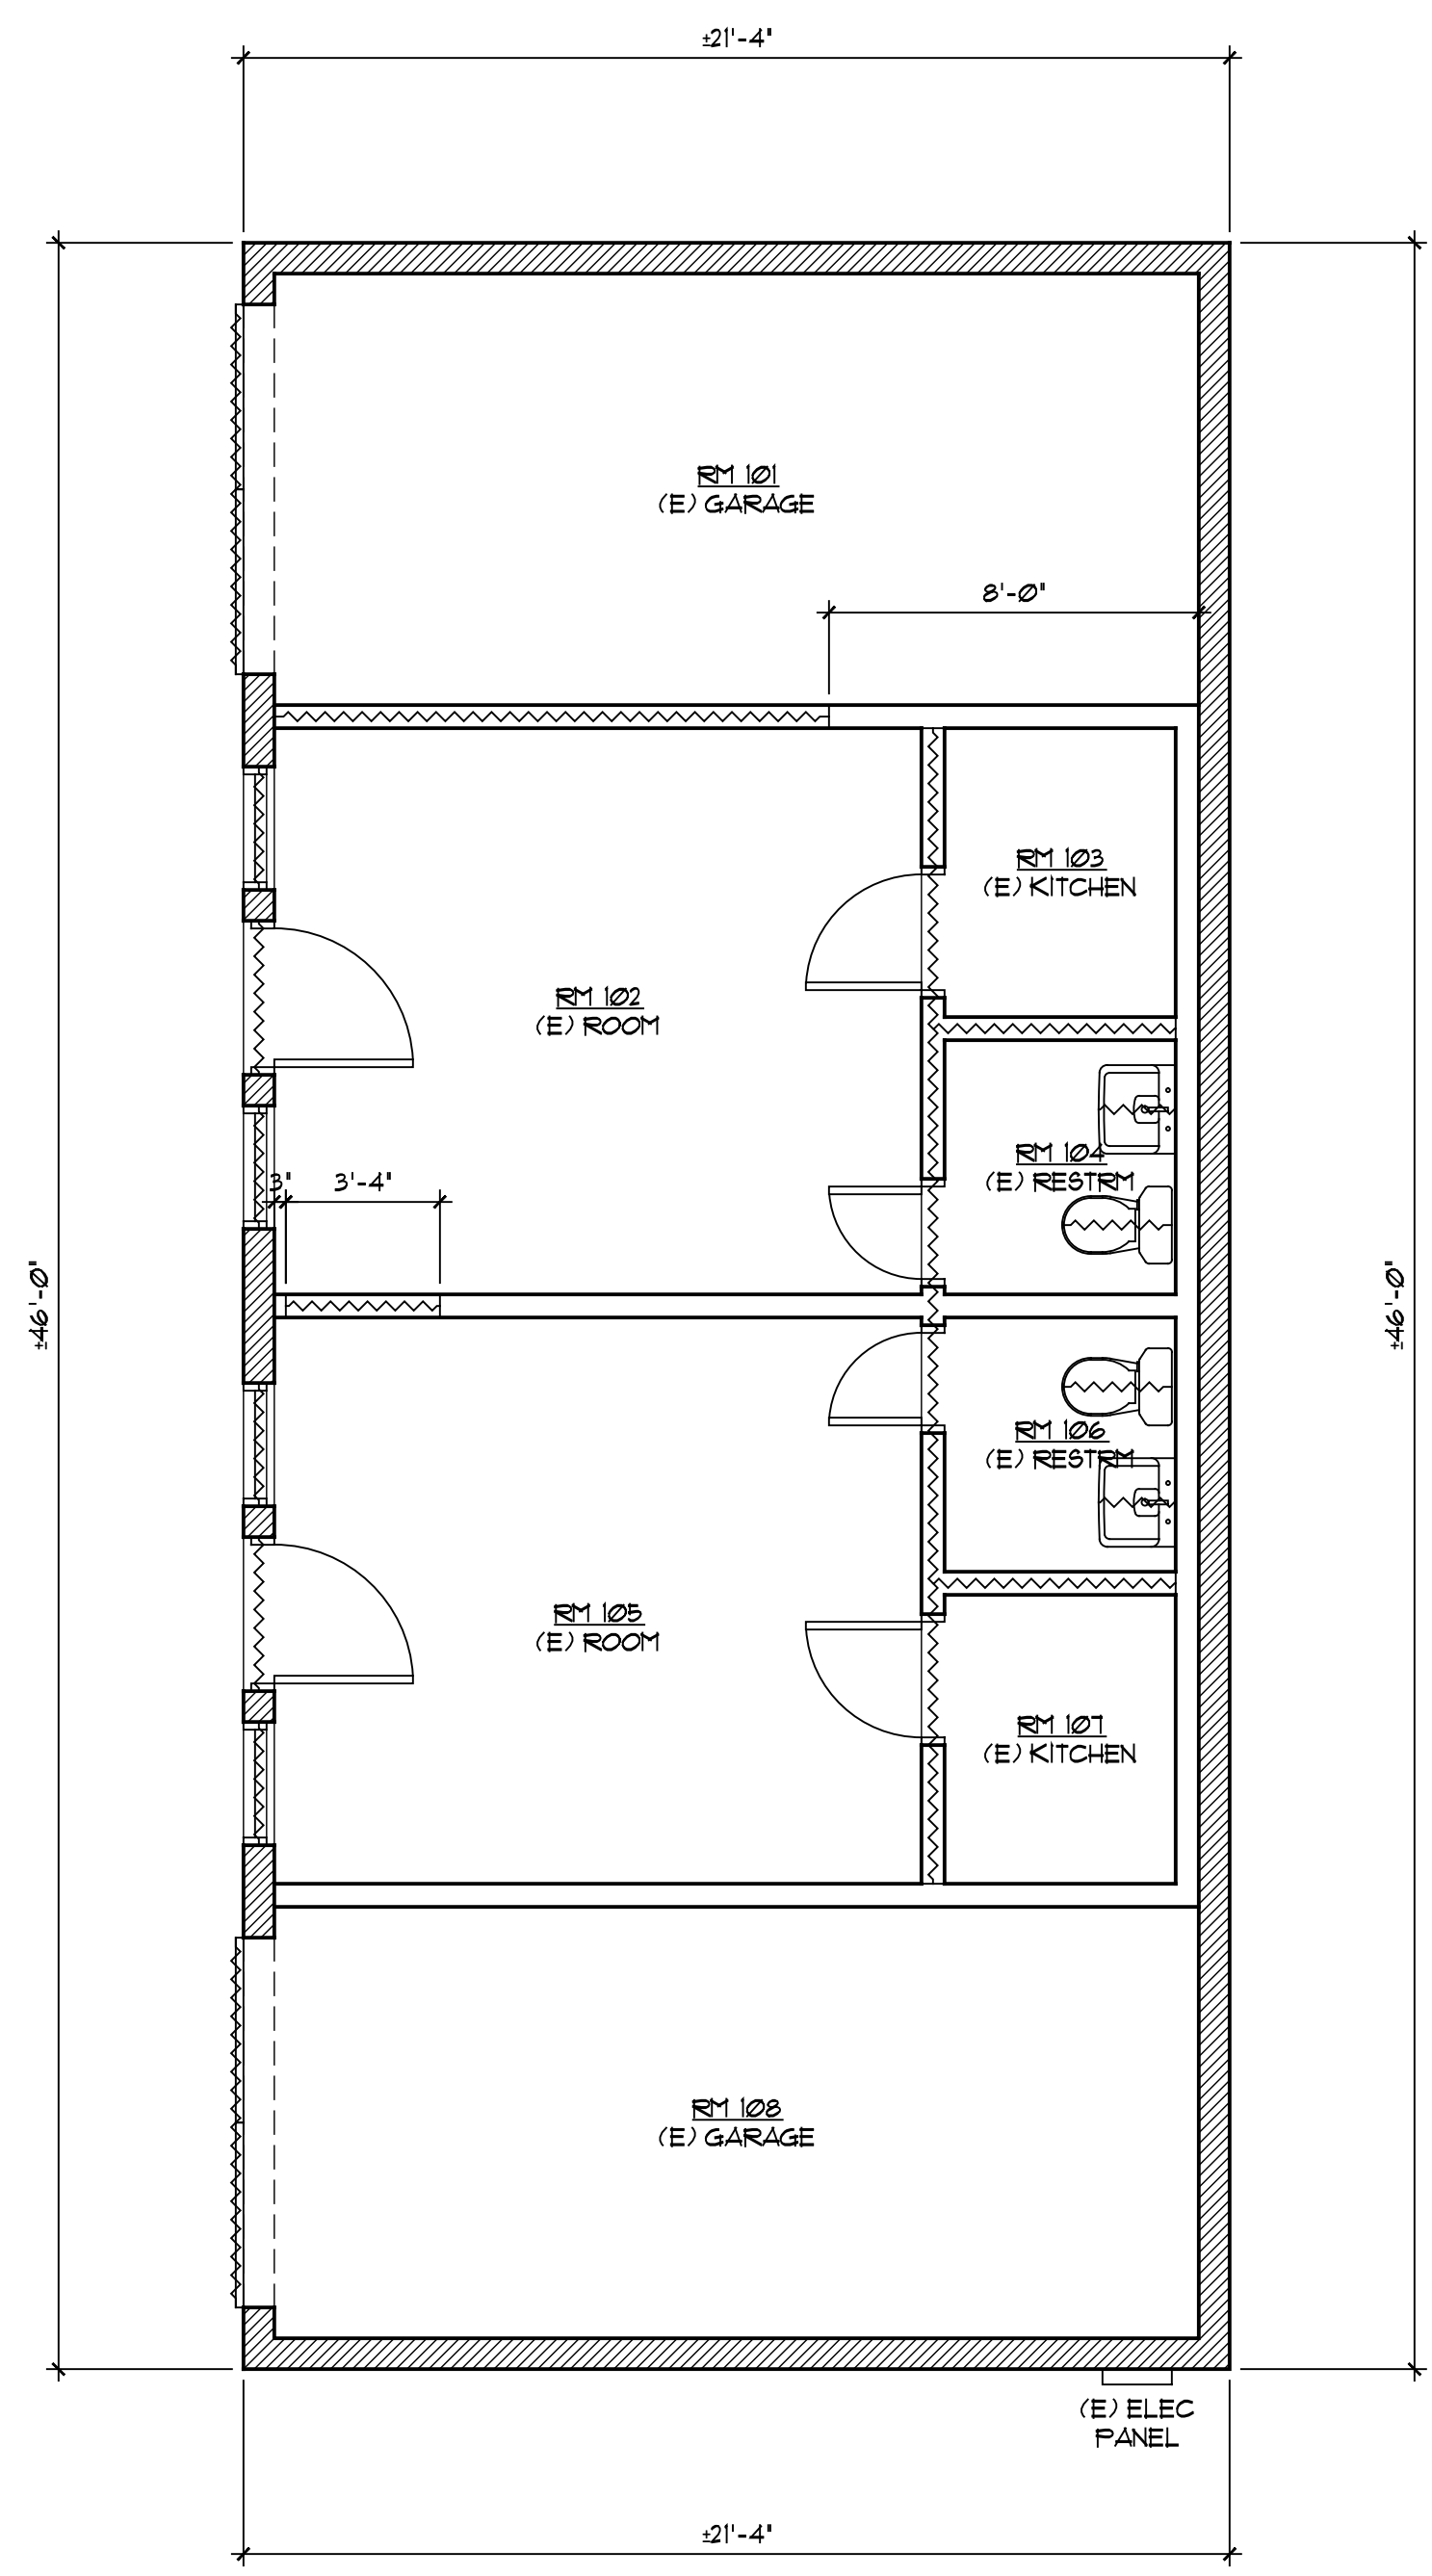 ±21'-4"
RM 101
(E) GARAGE
8'-0"
RM 103
(E) KITCHEN
RM 102
(E) ROOM
RM 104
(E) RESTRM
3" 3'-4"
±46'-0"
±46'-0"
RM 106
(E) RESTRM
RM 105
(E) ROOM
RM 107
(E) KITCHEN
RM 108
(E) GARAGE
(E) ELEC
PANEL
±21'-4"